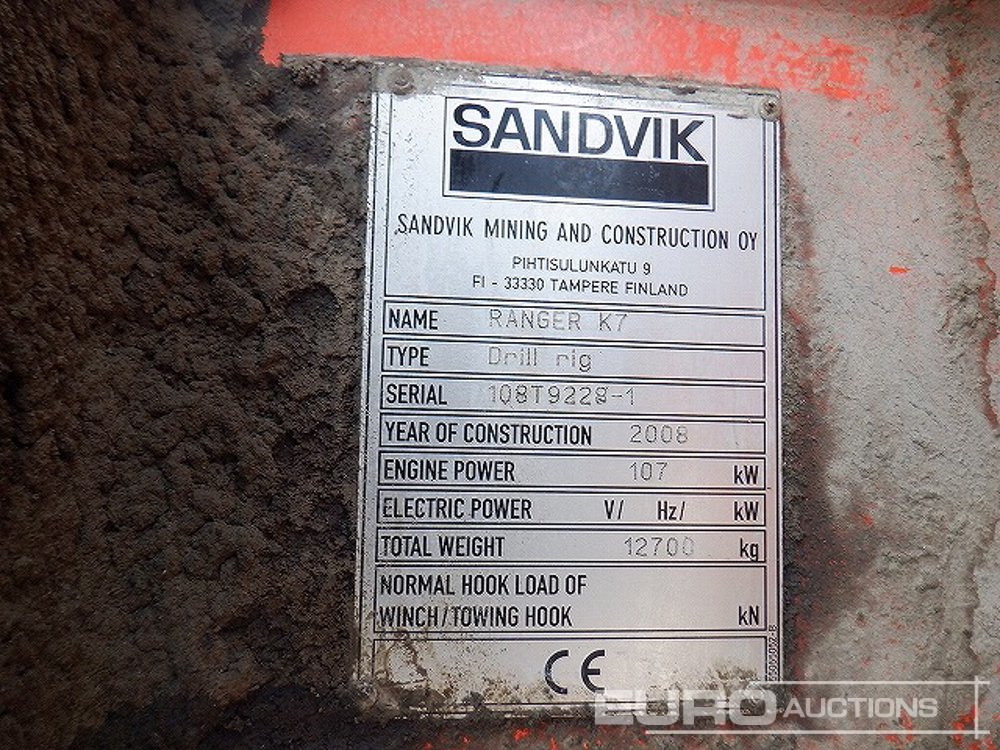 SANDVIK
SANDVIK MINING AND CONSTRUCTION OY
PIHTISULUNKATU 9
FI - 33330 TAMPERE FINLAND
NAME RANGER K7
TYPE Drill rig
SERIAL 108T9228-1
YEAR OF CONSTRUCTION 2008
ENGINE POWER 107 kW
ELECTRIC POWER V/ Hz/ kW
TOTAL WEIGHT 12700 kg
NORMAL HOOK LOAD OF
WINCH/TOWING HOOK kN
CE
EURO AUCTIONS